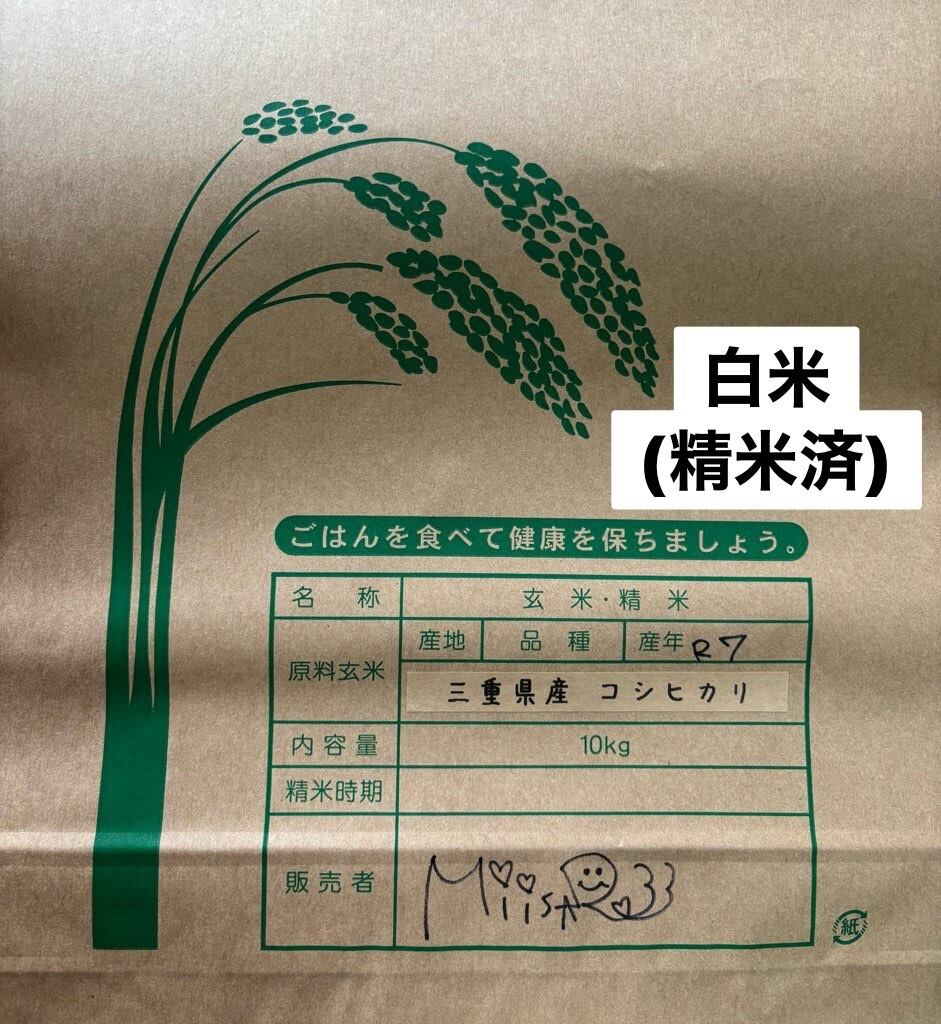 白米
(精米済)
ごはんを食べて健康を保ちましょう。
名 称 玄 米・精 米
原料玄米 産地 品 種 産年 R7
三重県産 コシヒカリ
内容量 10kg
精米時期
販売者
紙